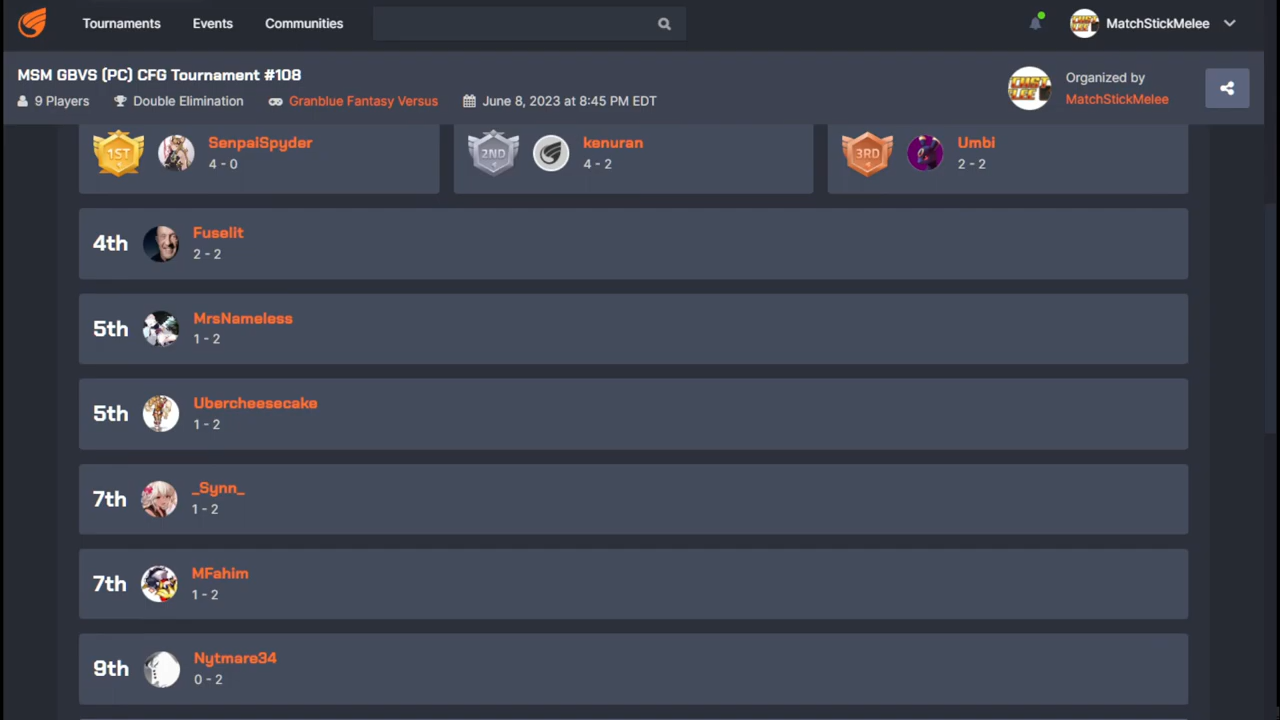 Tournaments Events Communities MatchStickMelee
MSM GBVS (PC) CFG Tournament #108
9 Players Double Elimination Granblue Fantasy Versus June 8, 2023 at 8:45 PM EDT
Organized by
MatchStickMelee
1ST SenpaiSpyder
4 - 0
2ND kenuran
4 - 2
3RD Umbi
2 - 2
4th Fuselit
2 - 2
5th MrsNameless
1 - 2
5th Ubercheesecake
1 - 2
7th _Synn_
1 - 2
7th MFahim
1 - 2
9th Nytmare34
0 - 2